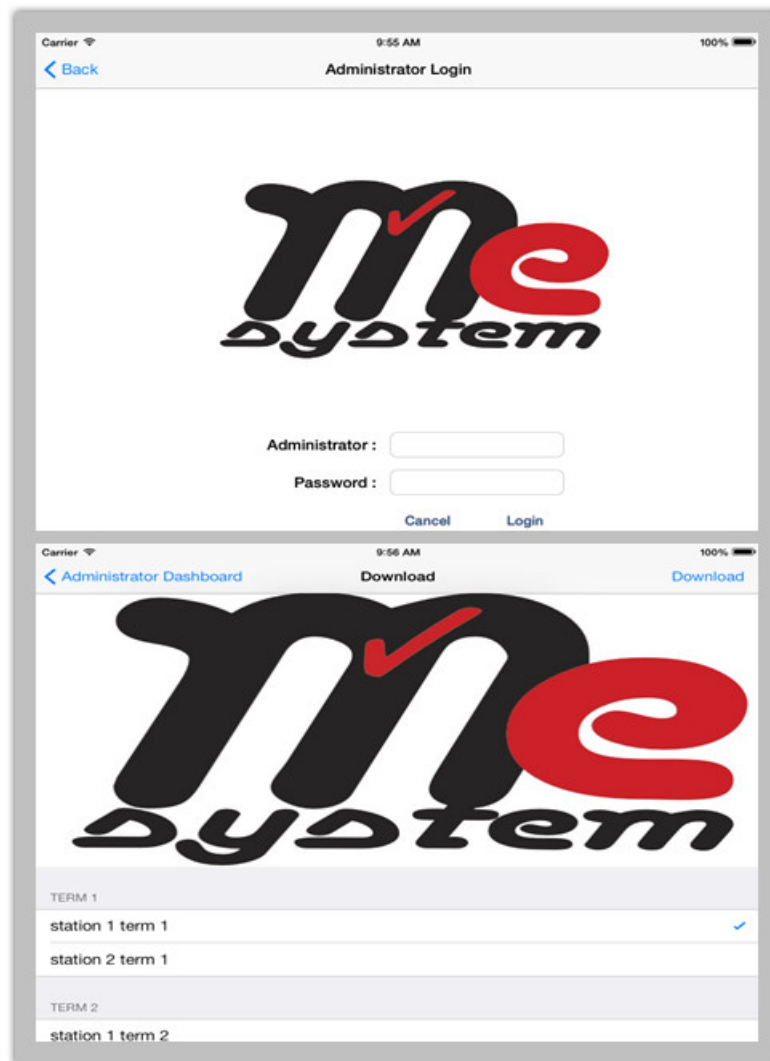 Carrier 9:55 AM 100%
Back Administrator Login
me
system
Administrator :
Password :
Cancel Login
Carrier 9:56 AM 100%
Administrator Dashboard Download Download
me
system
TERM 1
station 1 term 1
station 2 term 1
TERM 2
station 1 term 2